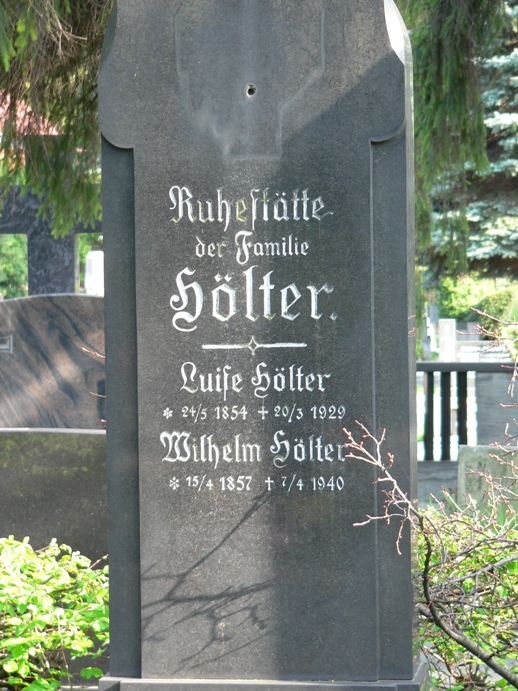 Ruheſtätte
der Familie
Hölter.
Luiſe Hölter
* 24/5 1854 † 20/3 1929
Wilhelm Hölter
* 15/4 1857 † 7/4 1940